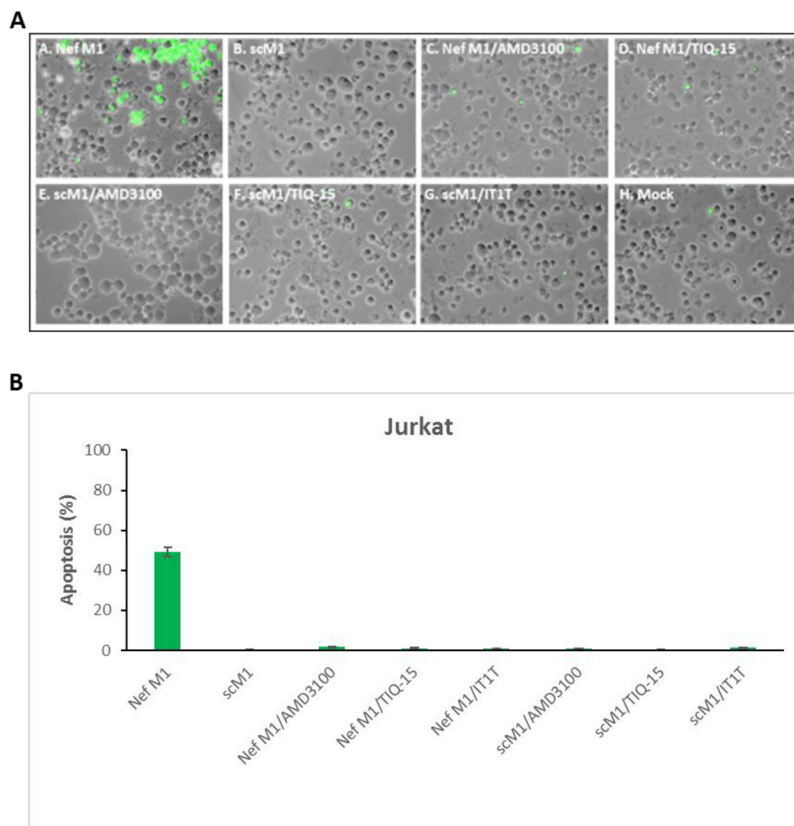 A
A. Nef M1
B. scM1
C. Nef M1/AMD3100
D. Nef M1/TIQ-15
E. scM1/AMD3100
F. scM1/TIQ-15
G. scM1/IT1T
H. Mock
B
Jurkat
Apoptosis (%)
100
80
60
40
20
0
Nef M1
scM1
Nef M1/AMD3100
Nef M1/TIQ-15
Nef M1/IT1T
scM1/AMD3100
scM1/TIQ-15
scM1/IT1T